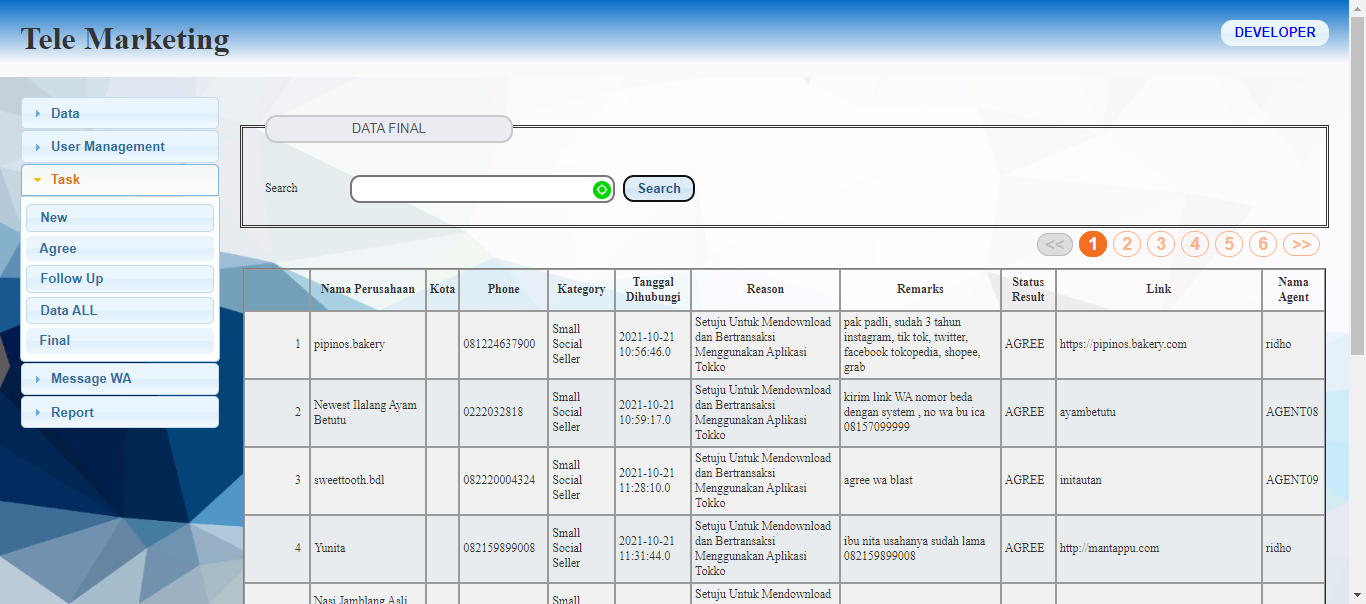 Tele Marketing
DEVELOPER
Data
User Management
Task
New
Agree
Follow Up
Data ALL
Final
Message WA
Report
DATA FINAL
Search
Search
<< 1 2 3 4 5 6 >>
Nama Perusahaan Kota Phone Kategory Tanggal Dihubungi Reason Remarks Status Result Link Nama Agent
1 pipinos.bakery 081224637900 Small Social Seller 2021-10-21 10:56:46.0 Setuju Untuk Mendownload dan Bertransaksi Menggunakan Aplikasi Tokko pak padli, sudah 3 tahun instagram, tik tok, twitter, facebook tokopedia, shopee, grab AGREE https://pipinos.bakery.com ridho
2 Newest Ilalang Ayam Betutu 0222032818 Small Social Seller 2021-10-21 10:59:17.0 Setuju Untuk Mendownload dan Bertransaksi Menggunakan Aplikasi Tokko kirim link WA nomor beda dengan system , no wa bu ica 08157099999 AGREE ayambetutu AGENT08
3 sweettooth.bdl 082220004324 Small Social Seller 2021-10-21 11:28:10.0 Setuju Untuk Mendownload dan Bertransaksi Menggunakan Aplikasi Tokko agree wa blast AGREE initautan AGENT09
4 Yunita 082159899008 Small Social Seller 2021-10-21 11:31:44.0 Setuju Untuk Mendownload dan Bertransaksi Menggunakan Aplikasi Tokko ibu nita usahanya sudah lama 082159899008 AGREE http://mantappu.com ridho
Nasi Jamblang Asli Small Setuju Untuk Mendownload